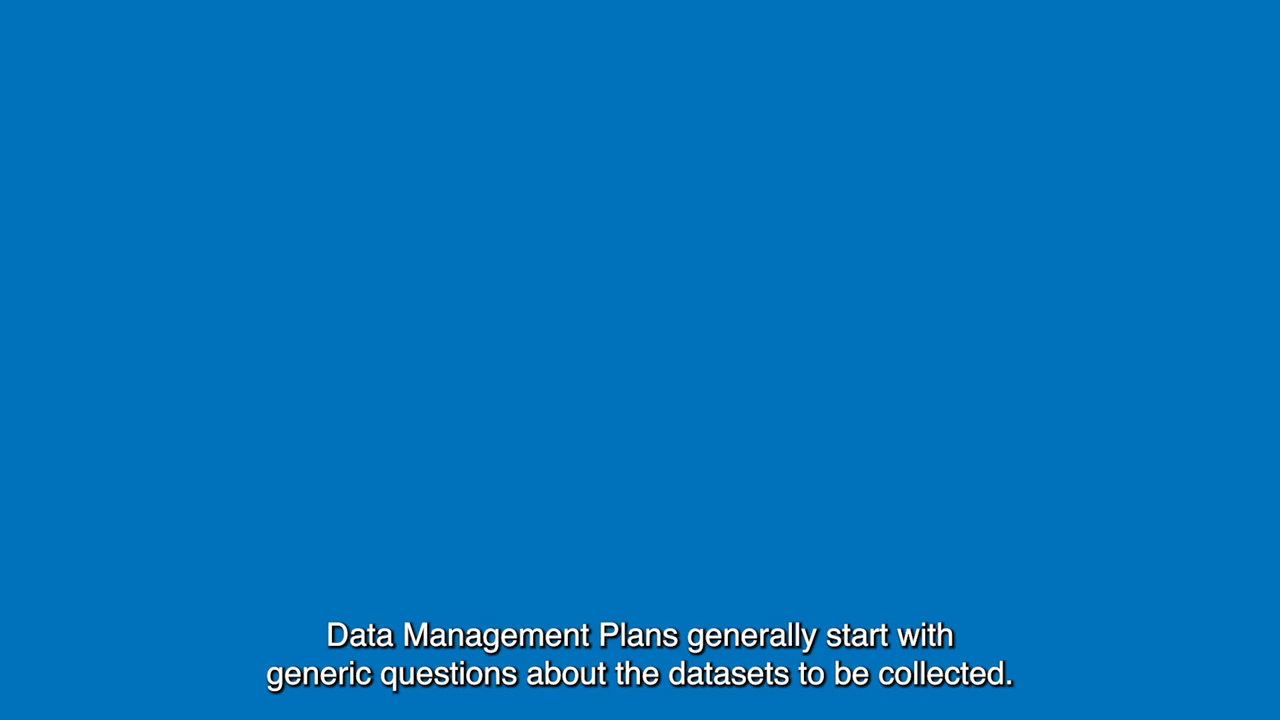 Data Management Plans generally start with
generic questions about the datasets to be collected.